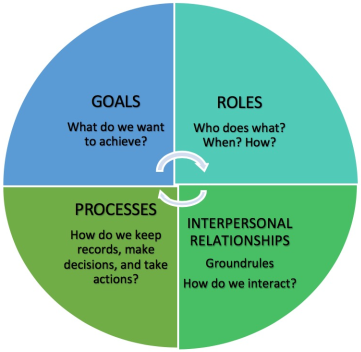 GOALS
What do we want
to achieve?
ROLES
Who does what?
When? How?
PROCESSES
How do we keep
records, make
decisions, and take
actions?
INTERPERSONAL
RELATIONSHIPS
Groundrules
How do we interact?